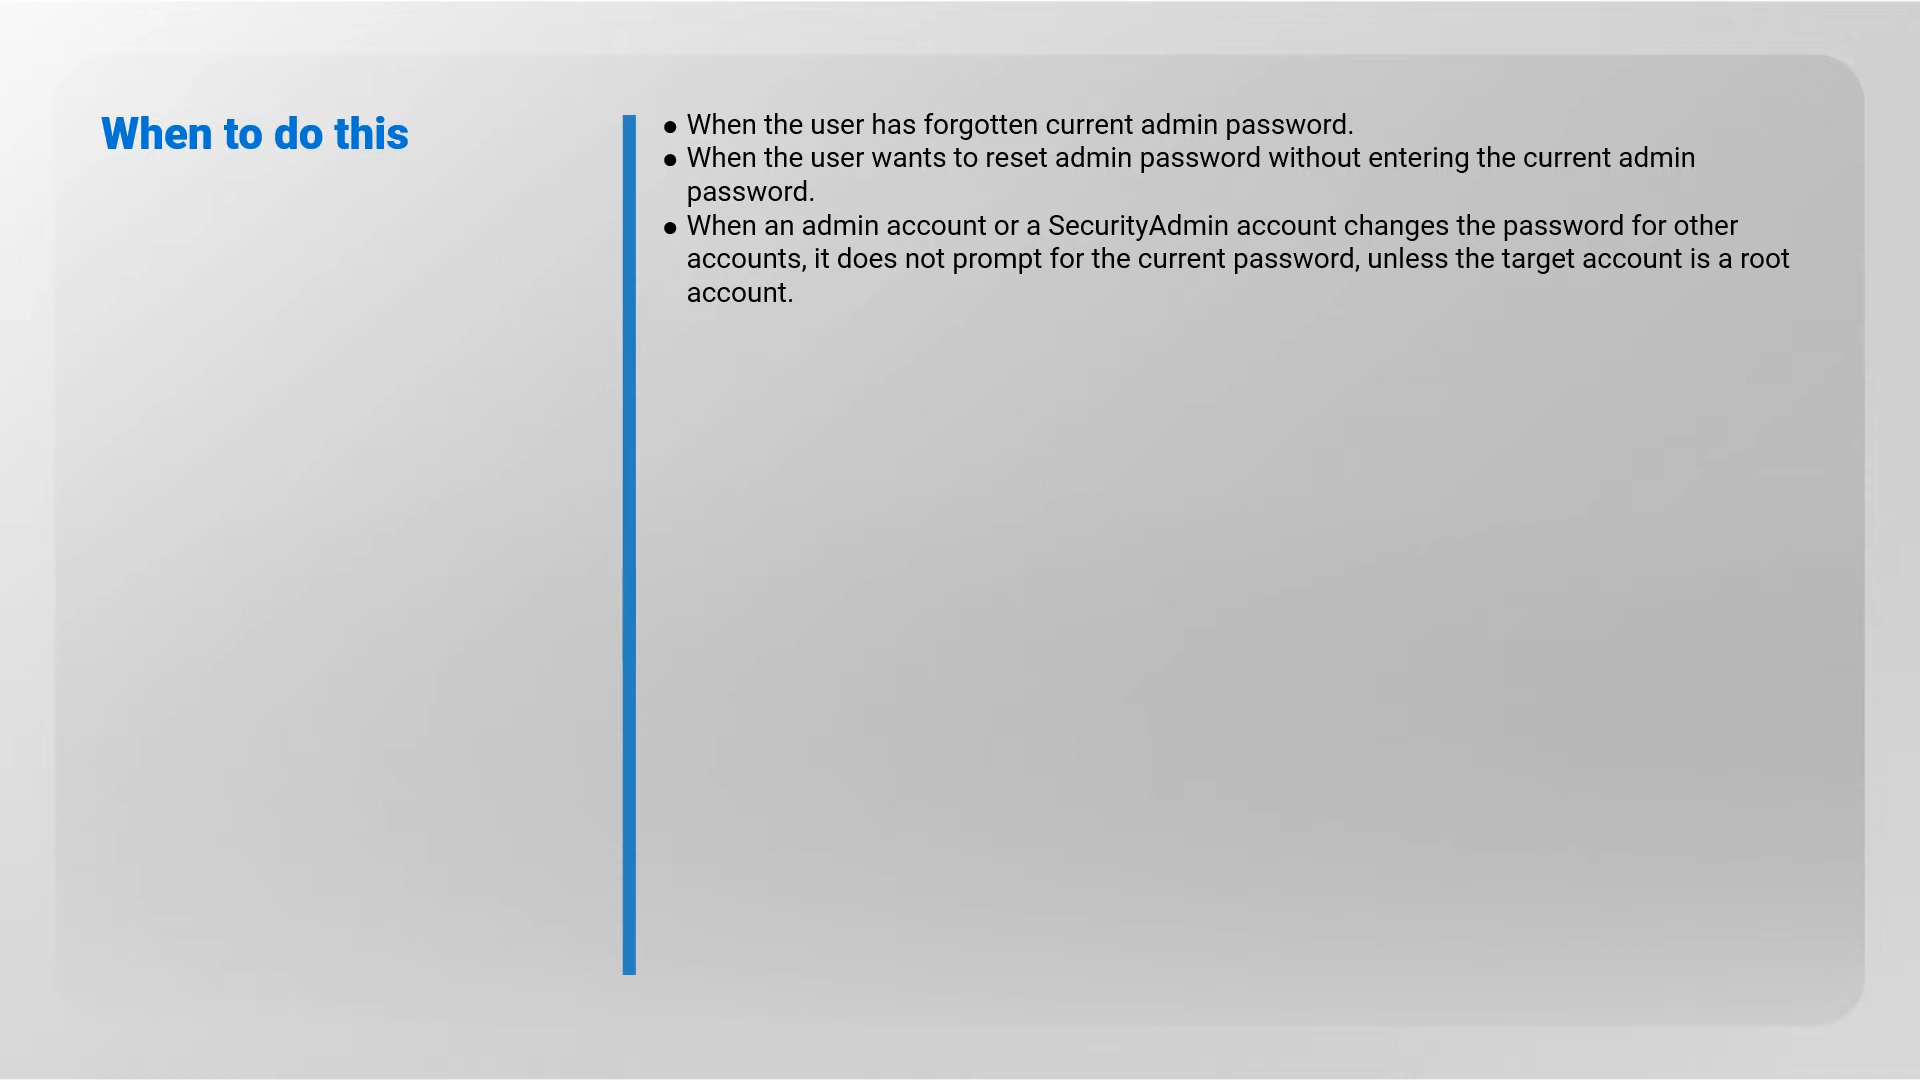 When to do this
● When the user has forgotten current admin password.
● When the user wants to reset admin password without entering the current admin
password.
● When an admin account or a SecurityAdmin account changes the password for other
accounts, it does not prompt for the current password, unless the target account is a root
account.